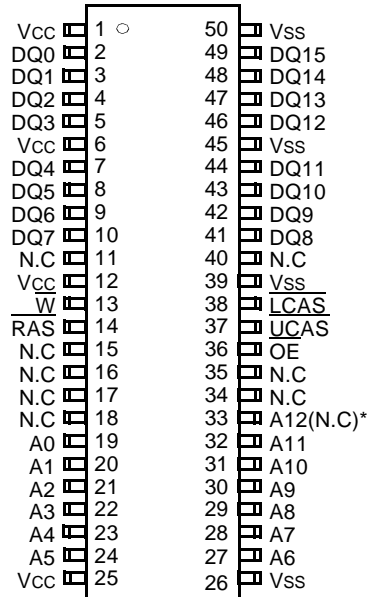 Vcc 1 50 Vss
DQ0 2 49 DQ15
DQ1 3 48 DQ14
DQ2 4 47 DQ13
DQ3 5 46 DQ12
Vcc 6 45 Vss
DQ4 7 44 DQ11
DQ5 8 43 DQ10
DQ6 9 42 DQ9
DQ7 10 41 DQ8
N.C 11 40 N.C
Vcc 12 39 Vss
W 13 38 LCAS
RAS 14 37 UCAS
N.C 15 36 OE
N.C 16 35 N.C
N.C 17 34 N.C
N.C 18 33 A12(N.C)*
A0 19 32 A11
A1 20 31 A10
A2 21 30 A9
A3 22 29 A8
A4 23 28 A7
A5 24 27 A6
Vcc 25 26 Vss